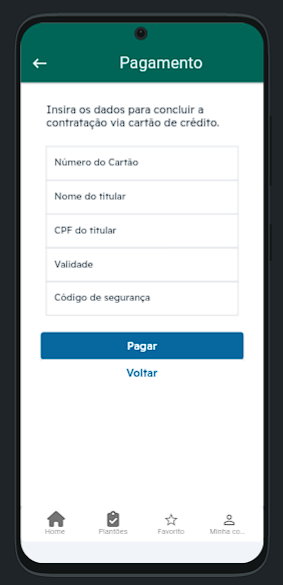 Pagamento
Insira os dados para concluir a
contratação via cartão de crédito.
Número do Cartão
Nome do titular
CPF do titular
Validade
Código de segurança
Pagar
Voltar
Home
Plantões
Favorito
Minha co...